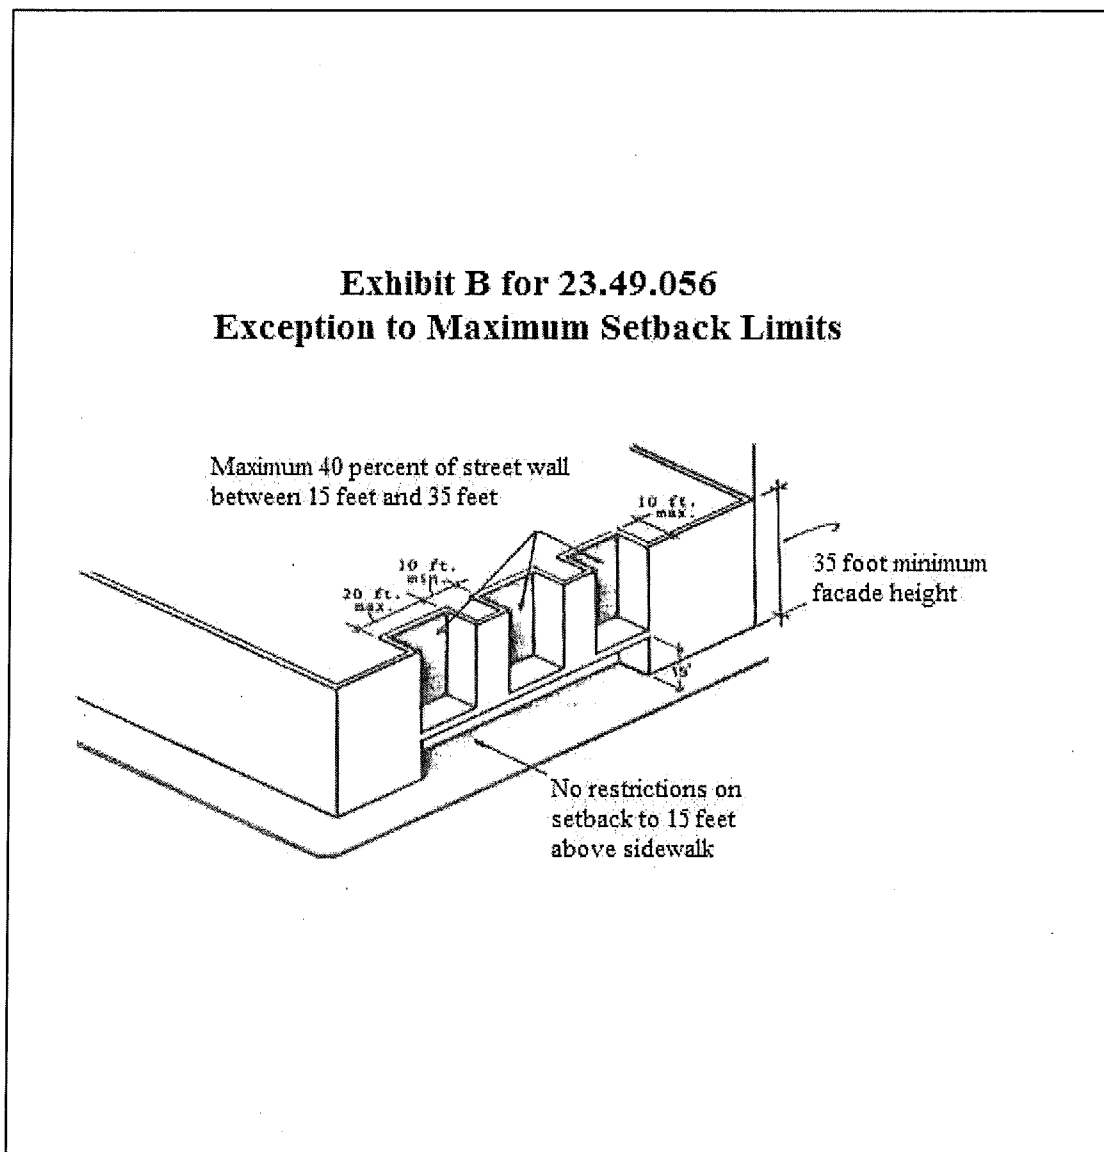 Exhibit B for 23.49.056
Exception to Maximum Setback Limits
Maximum 40 percent of street wall
between 15 feet and 35 feet
10 ft.
max.
10 ft.
min.
20 ft.
max.
35 foot minimum
facade height
15'
No restrictions on
setback to 15 feet
above sidewalk